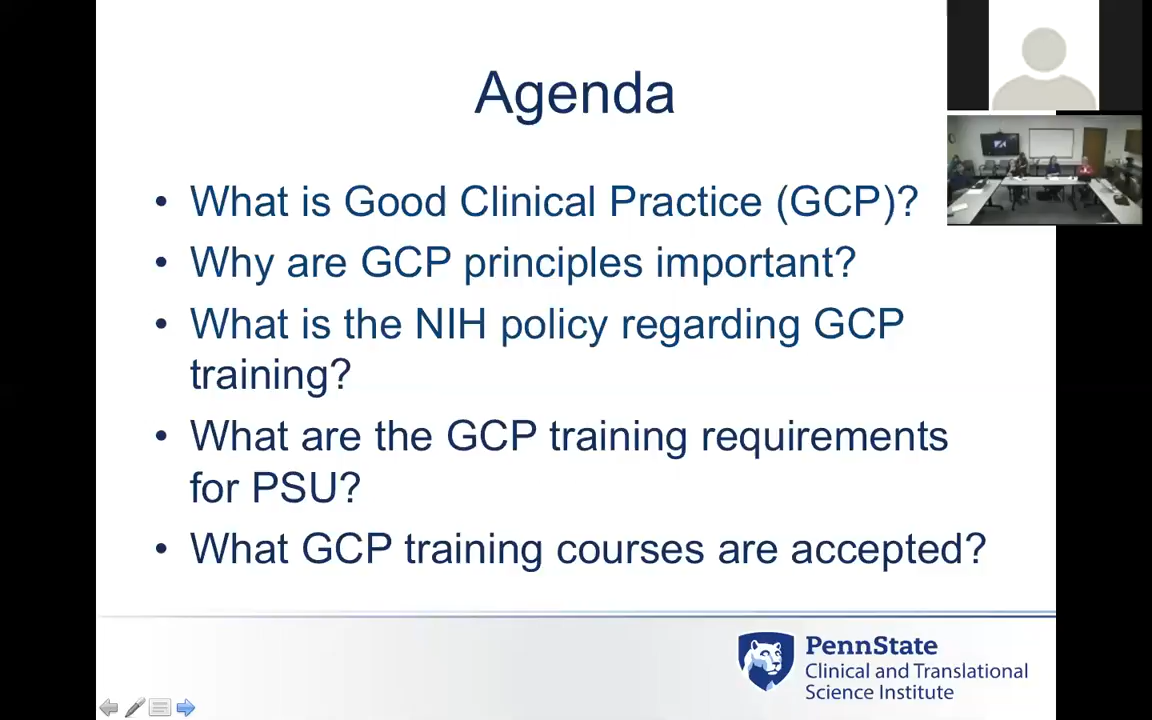 Agenda
• What is Good Clinical Practice (GCP)?
• Why are GCP principles important?
• What is the NIH policy regarding GCP
training?
• What are the GCP training requirements
for PSU?
• What GCP training courses are accepted?
PennState
Clinical and Translational
Science Institute